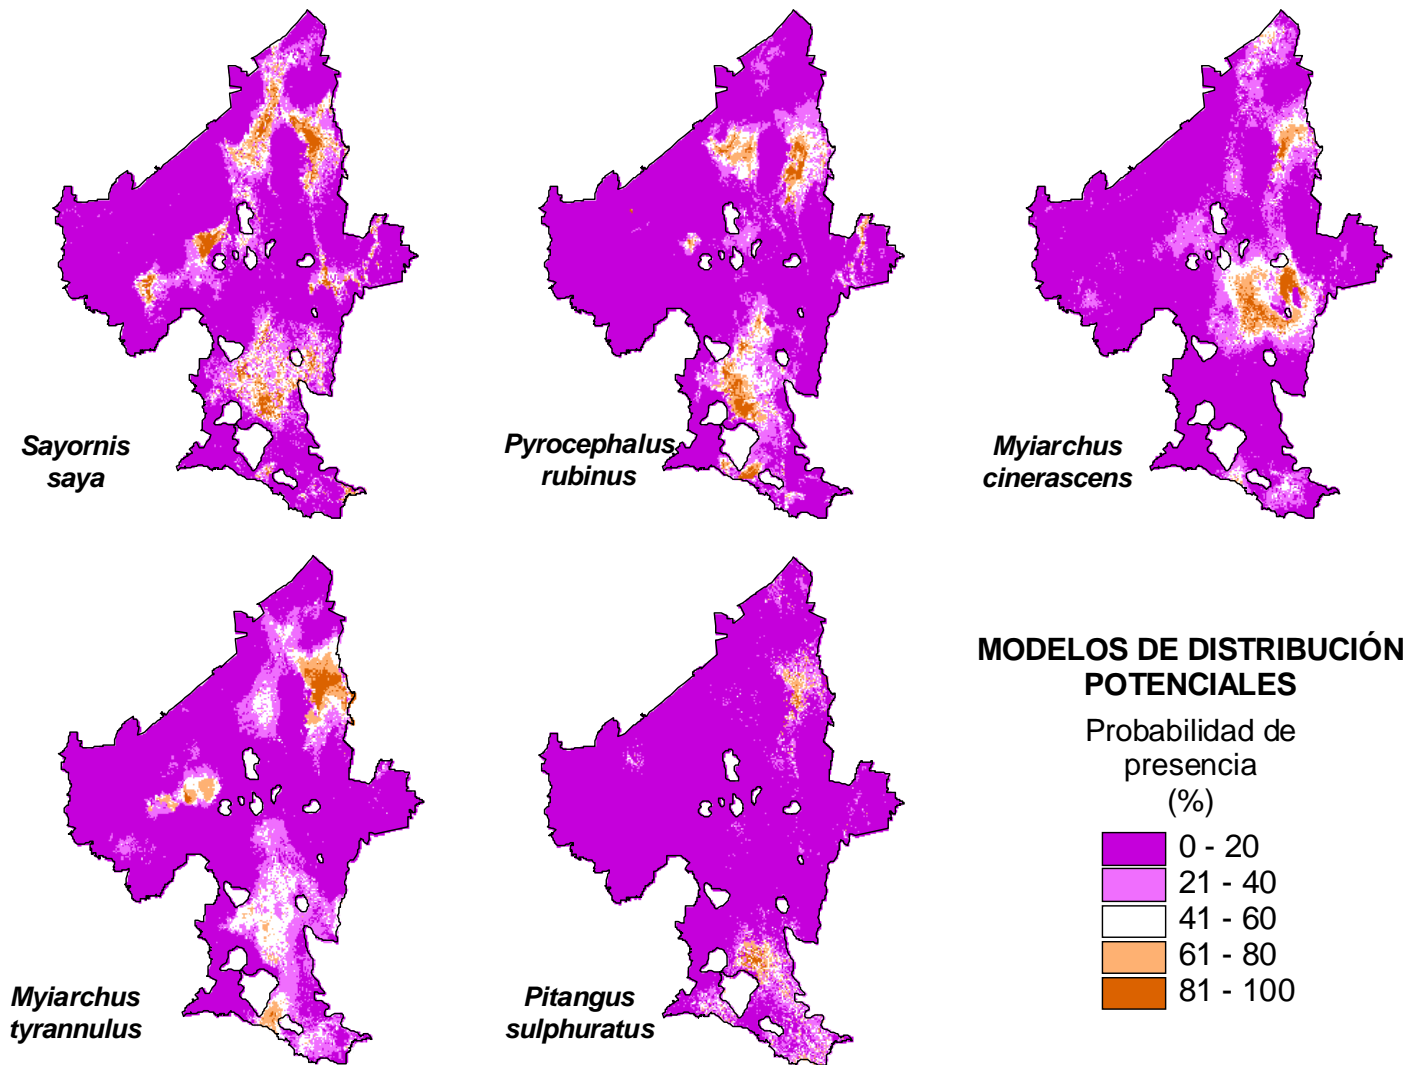 Sayornis
saya
Pyrocephalus
rubinus
Myiarchus
cinerascens
Myiarchus
tyrannulus
Pitangus
sulphuratus
MODELOS DE DISTRIBUCIÓN
POTENCIALES
Probabilidad de
presencia
(%)
0 - 20
21 - 40
41 - 60
61 - 80
81 - 100